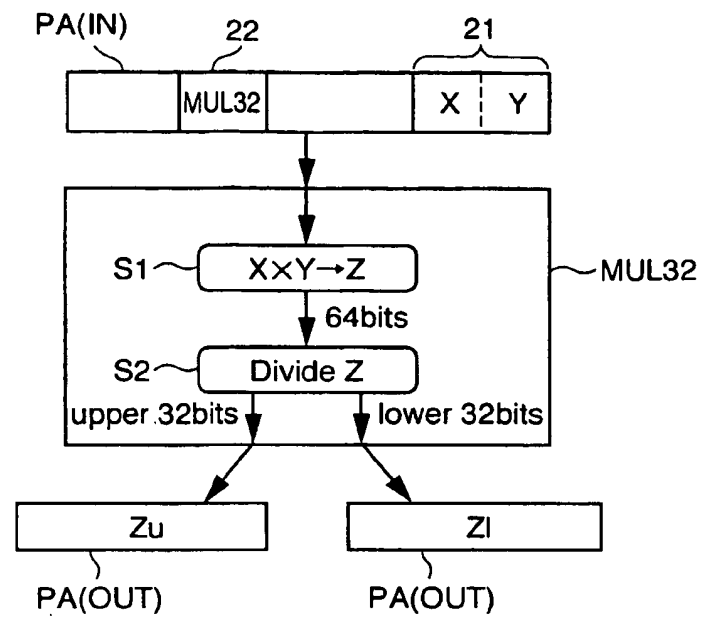 PA(IN)
22
21
MUL32
X
Y
S1
X×Y→Z
MUL32
64bits
S2
Divide Z
upper 32bits
lower 32bits
Zu
Zl
PA(OUT)
PA(OUT)